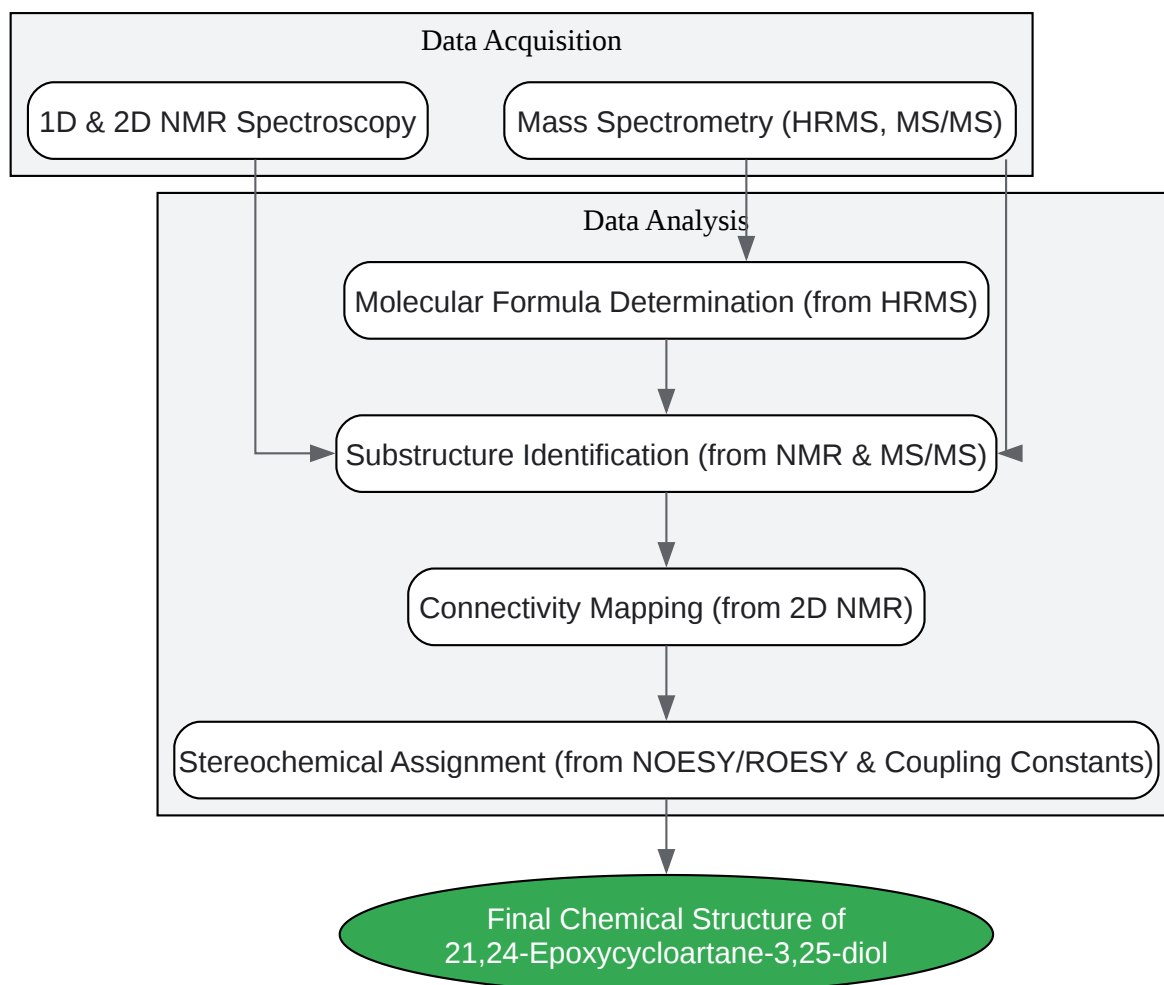 Data Acquisition
1D & 2D NMR Spectroscopy
Mass Spectrometry (HRMS, MS/MS)
Data Analysis
Molecular Formula Determination (from HRMS)
Substructure Identification (from NMR & MS/MS)
Connectivity Mapping (from 2D NMR)
Stereochemical Assignment (from NOESY/ROESY & Coupling Constants)
Final Chemical Structure of
21,24-Epoxycycloartane-3,25-diol